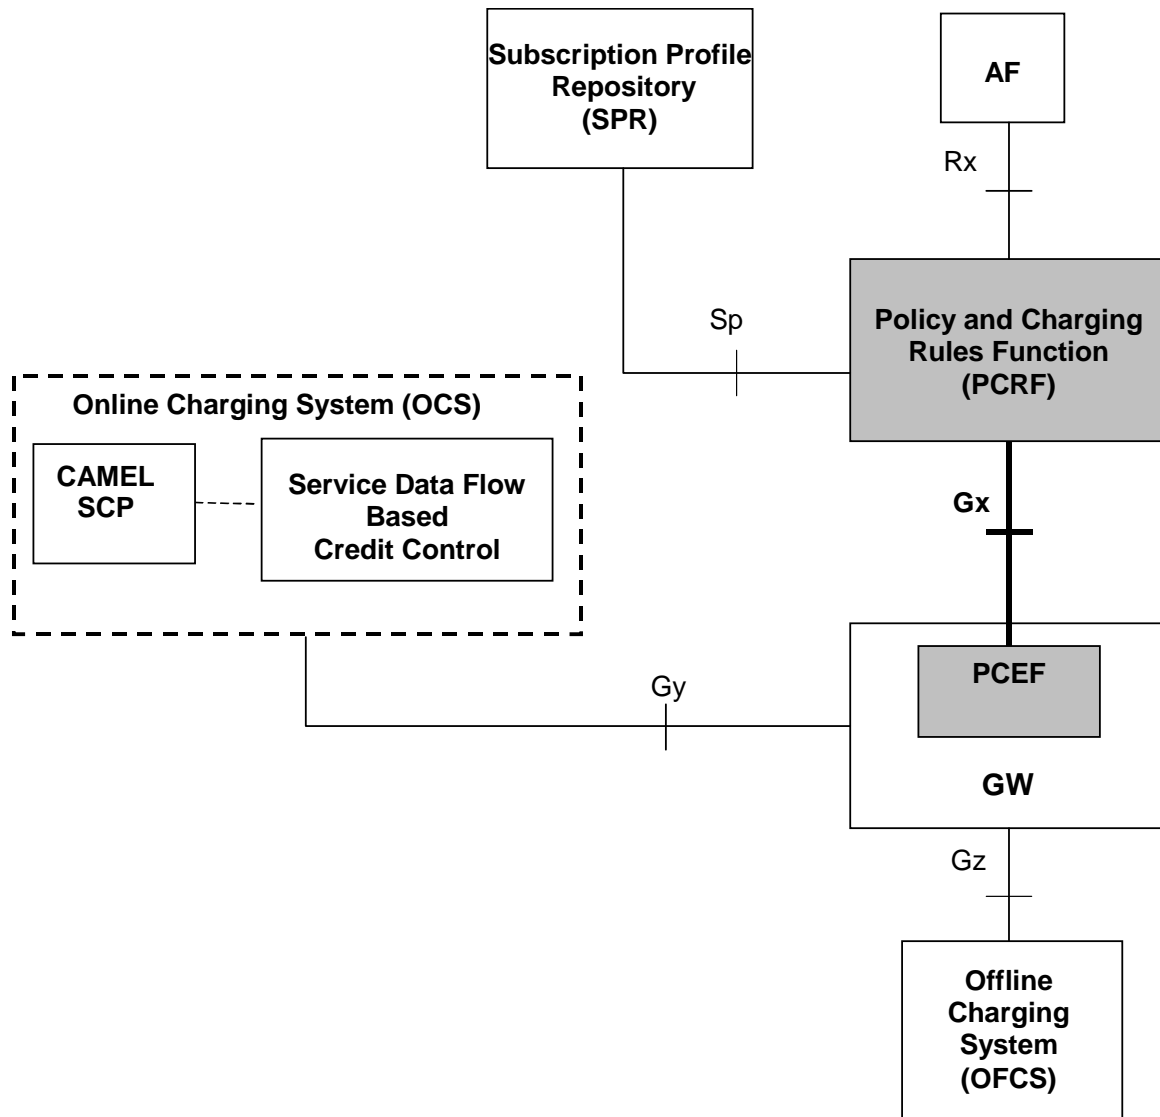 Subscription Profile
Repository
(SPR)
AF
Rx
Sp
Policy and Charging
Rules Function
(PCRF)
Online Charging System (OCS)
CAMEL
SCP
Service Data Flow
Based
Credit Control
Gx
PCEF
Gy
GW
Gz
Offline
Charging
System
(OFCS)